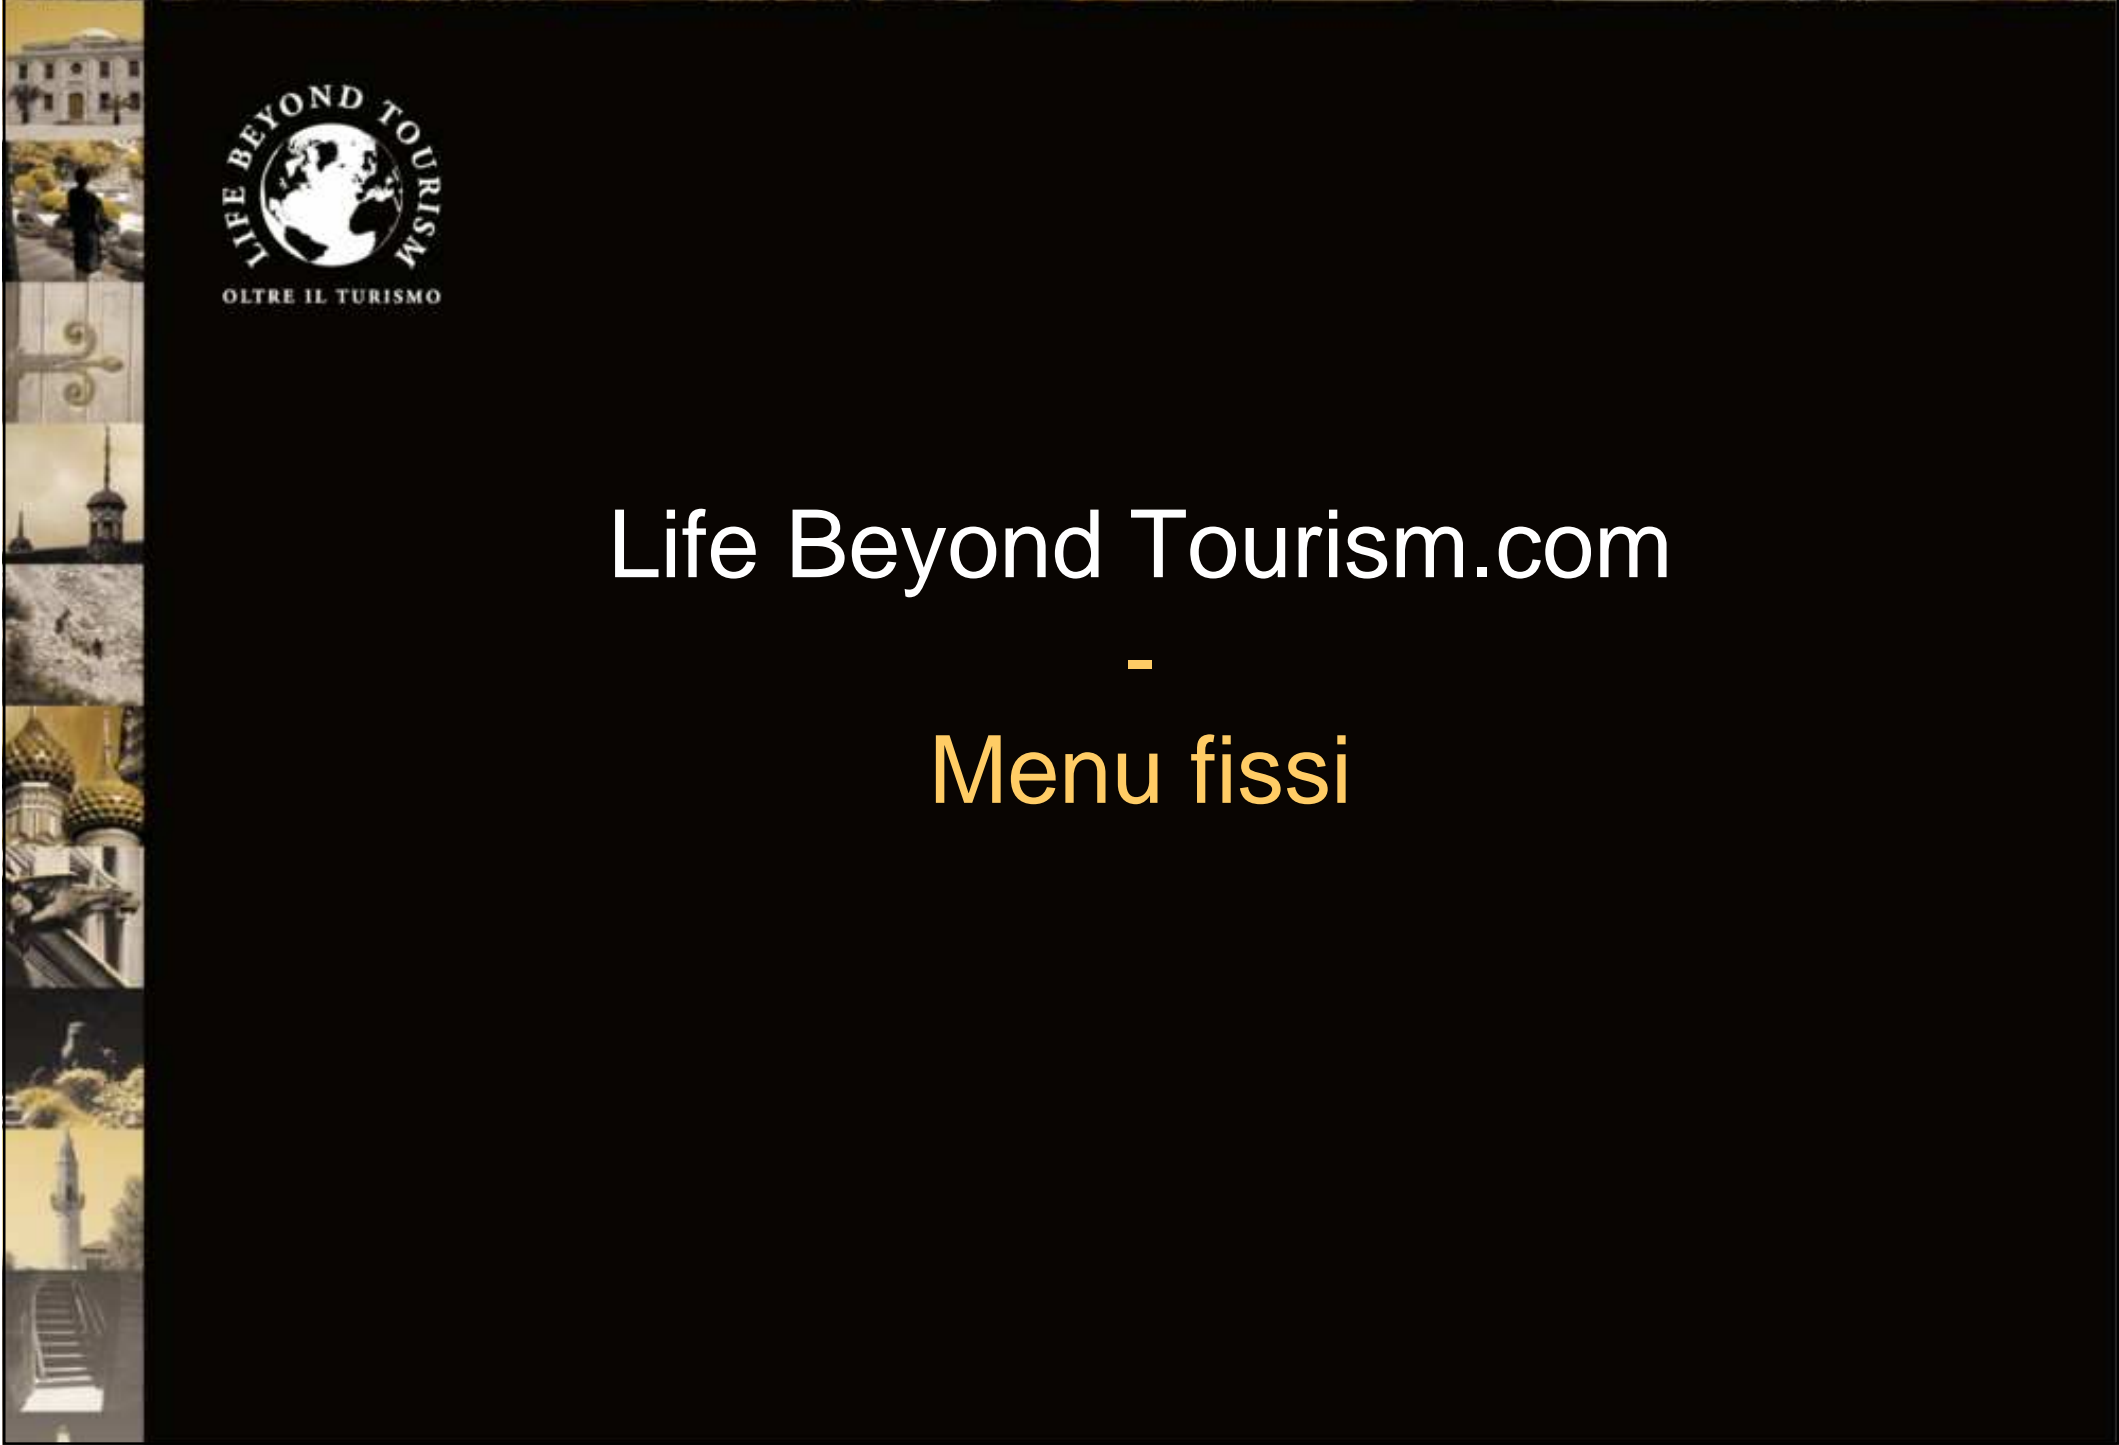 LIFE BEYOND TOURISM
OLTRE IL TURISMO
Life Beyond Tourism.com
-
Menu fissi